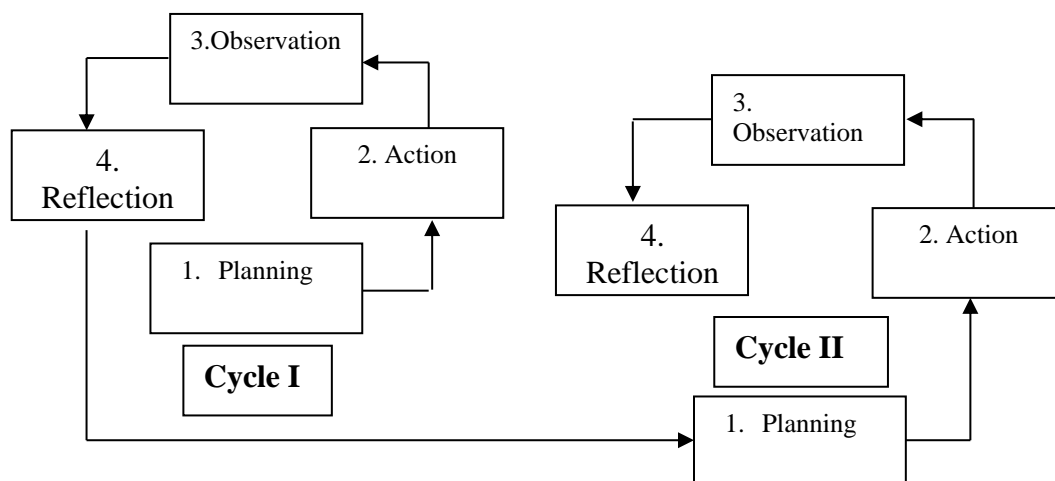 3.Observation
4.
Reflection
2. Action
1. Planning
Cycle I
3.
Observation
4.
Reflection
2. Action
Cycle II
1. Planning